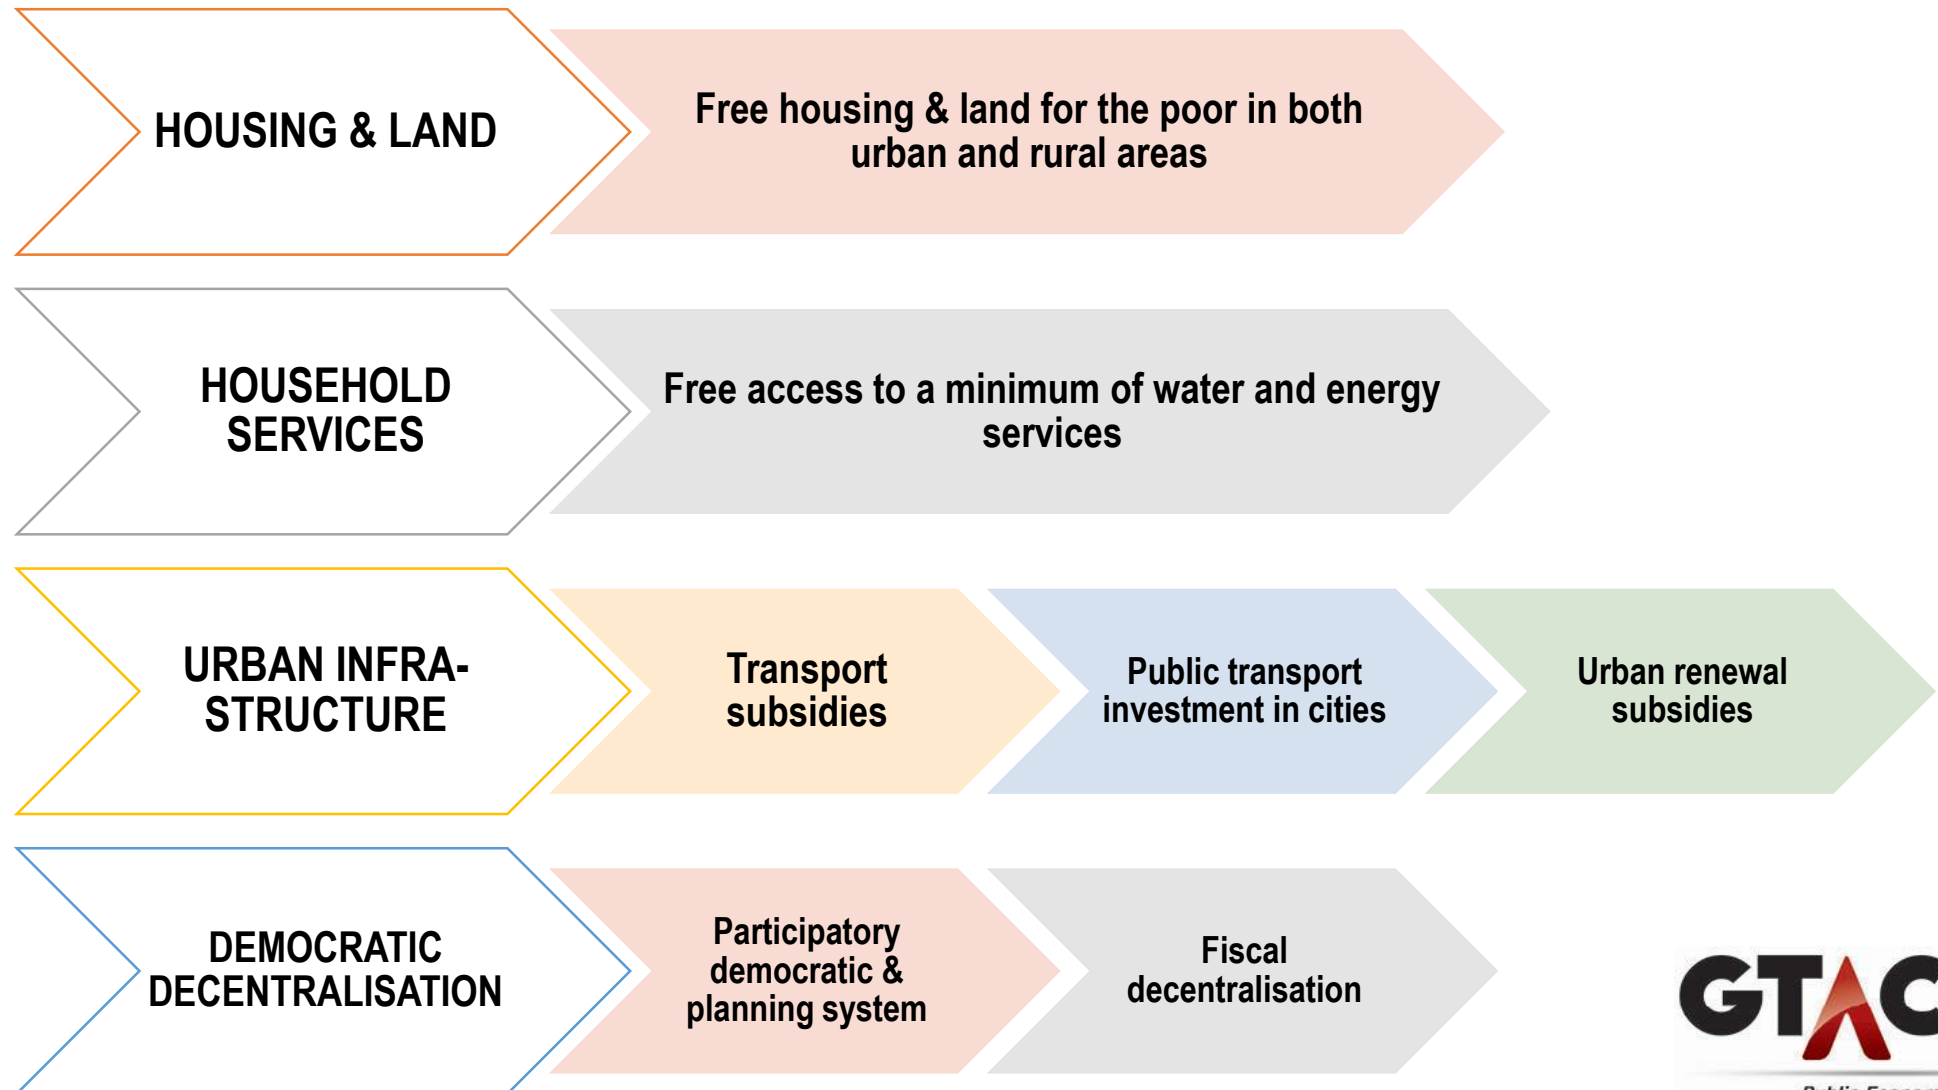 HOUSING & LAND
Free housing & land for the poor in both
urban and rural areas
HOUSEHOLD
SERVICES
Free access to a minimum of water and energy
services
URBAN INFRA-
STRUCTURE
Transport
subsidies
Public transport
investment in cities
Urban renewal
subsidies
DEMOCRATIC
DECENTRALISATION
Participatory
democratic &
planning system
Fiscal
decentralisation
GTAC
Public